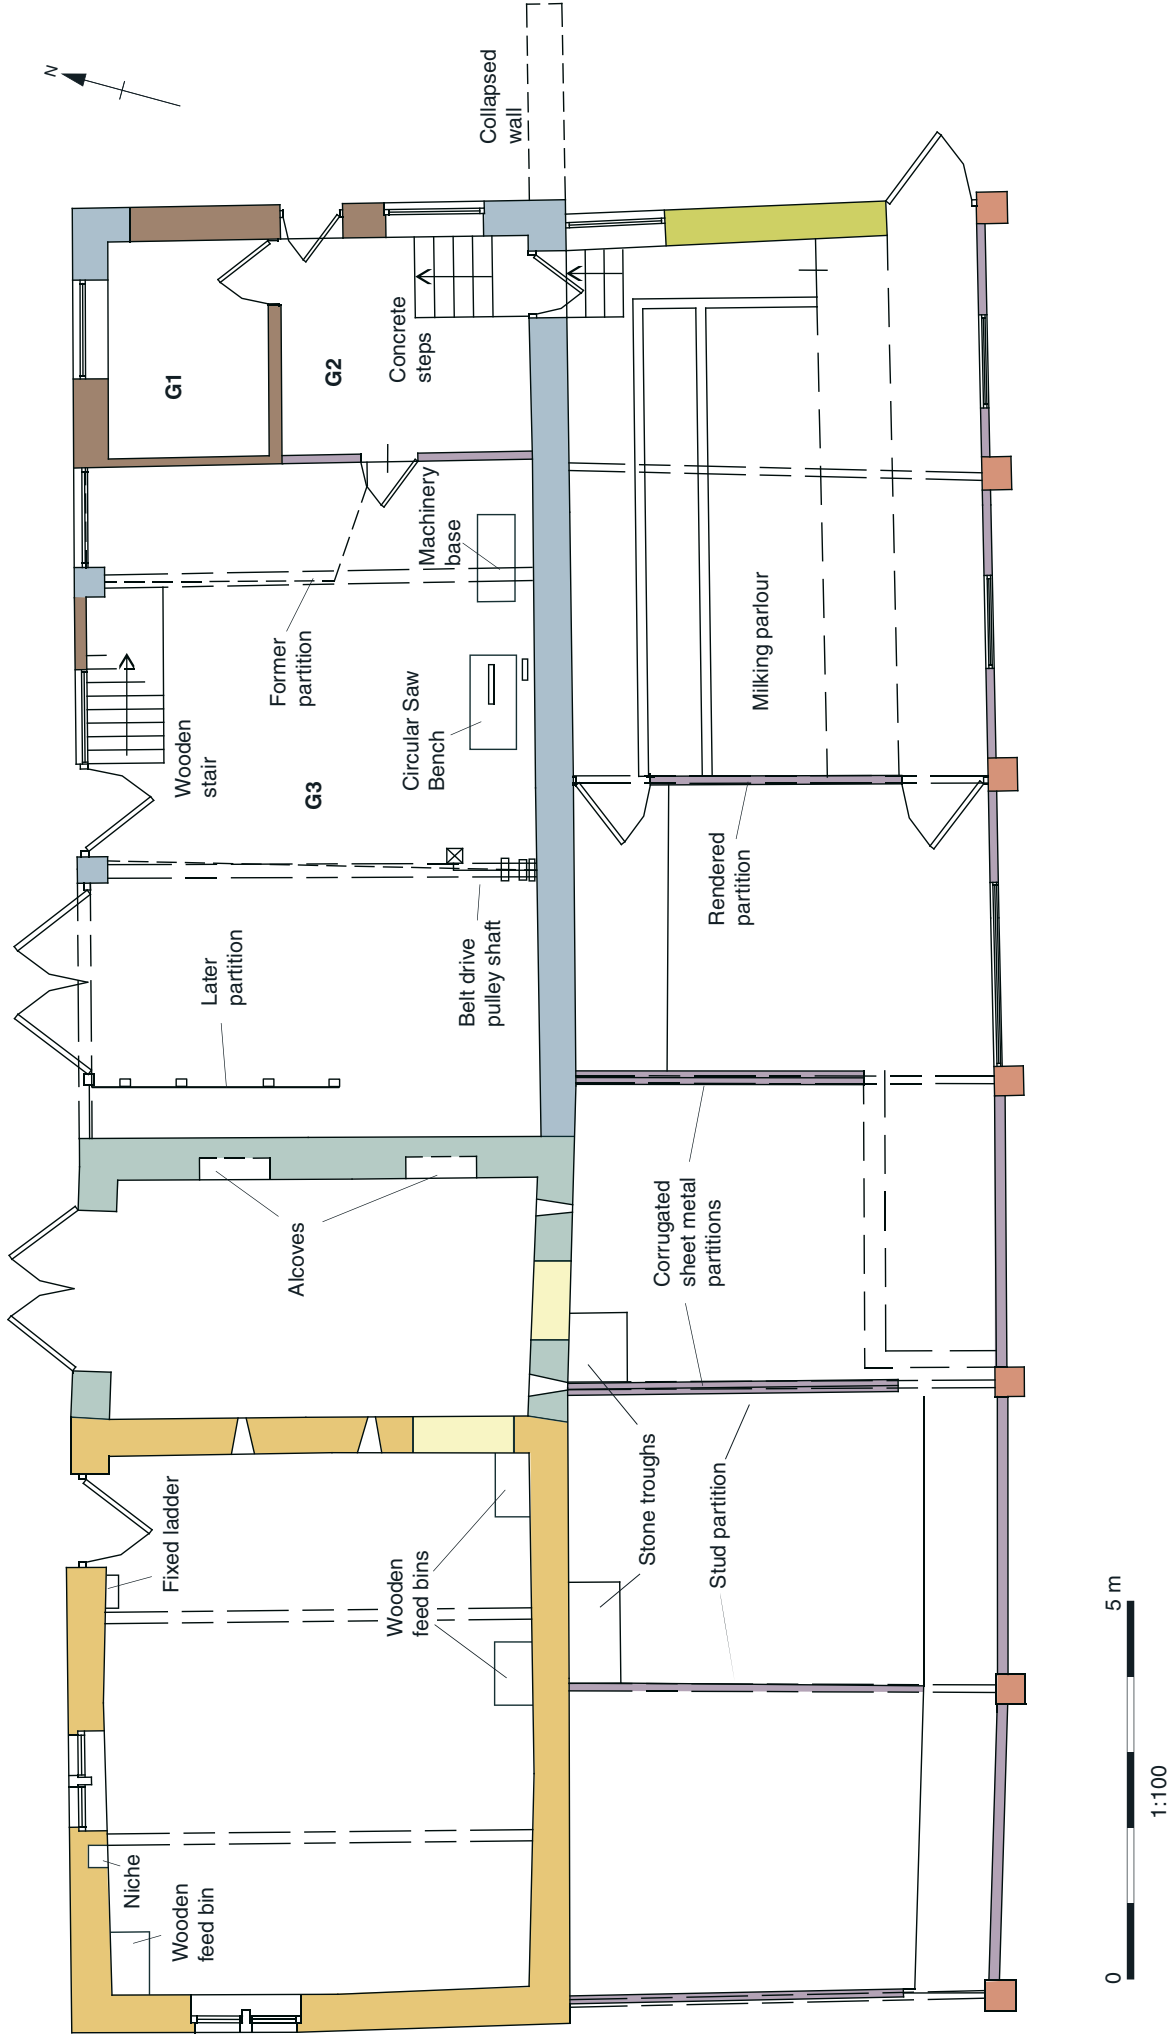 N
Collapsed
wall
G1
G2
Concrete
steps
Machinery
base
Former
partition
Wooden
stair
G3
Circular Saw
Bench
Milking parlour
Later
partition
Belt drive
pulley shaft
Rendered
partition
Alcoves
Corrugated
sheet metal
partitions
Fixed ladder
Wooden
feed bins
Stone troughs
Stud partition
Niche
Wooden
feed bin
0
5 m
1:100